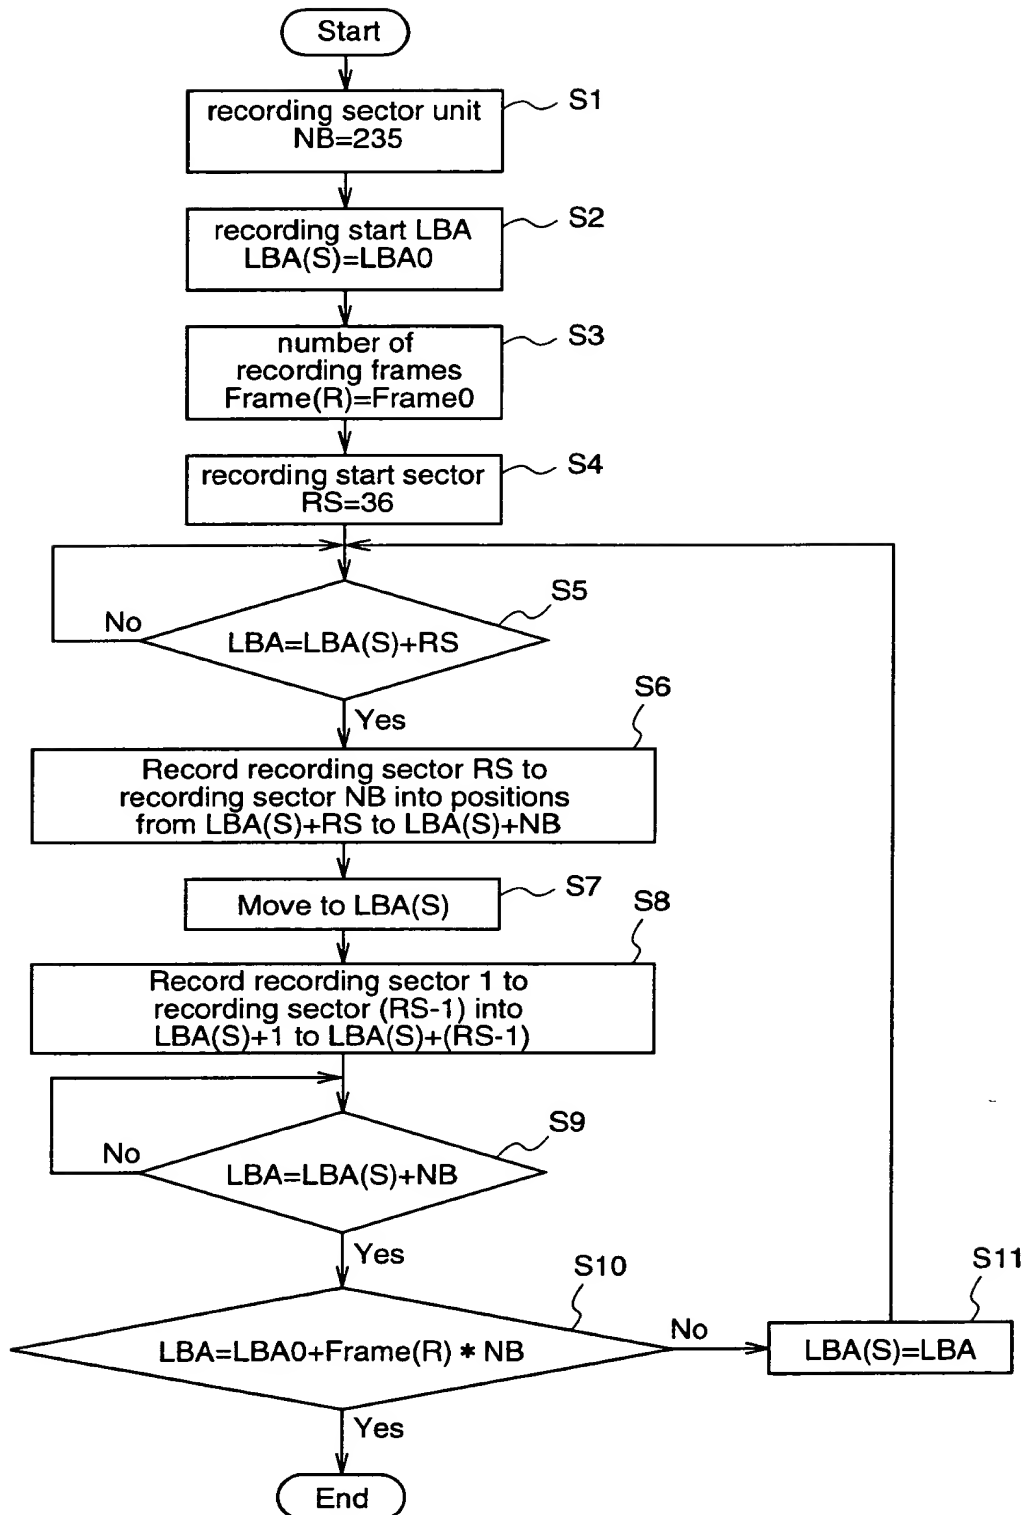 Start
recording sector unit
NB=235
S1
recording start LBA
LBA(S)=LBA0
S2
number of
recording frames
Frame(R)=Frame0
S3
recording start sector
RS=36
S4
S5
No
LBA=LBA(S)+RS
Yes
S6
Record recording sector RS to
recording sector NB into positions
from LBA(S)+RS to LBA(S)+NB
S7
Move to LBA(S)
S8
Record recording sector 1 to
recording sector (RS-1) into
LBA(S)+1 to LBA(S)+(RS-1)
S9
No
LBA=LBA(S)+NB
Yes
S10
S11
LBA=LBA0+Frame(R) * NB
No
LBA(S)=LBA
Yes
End